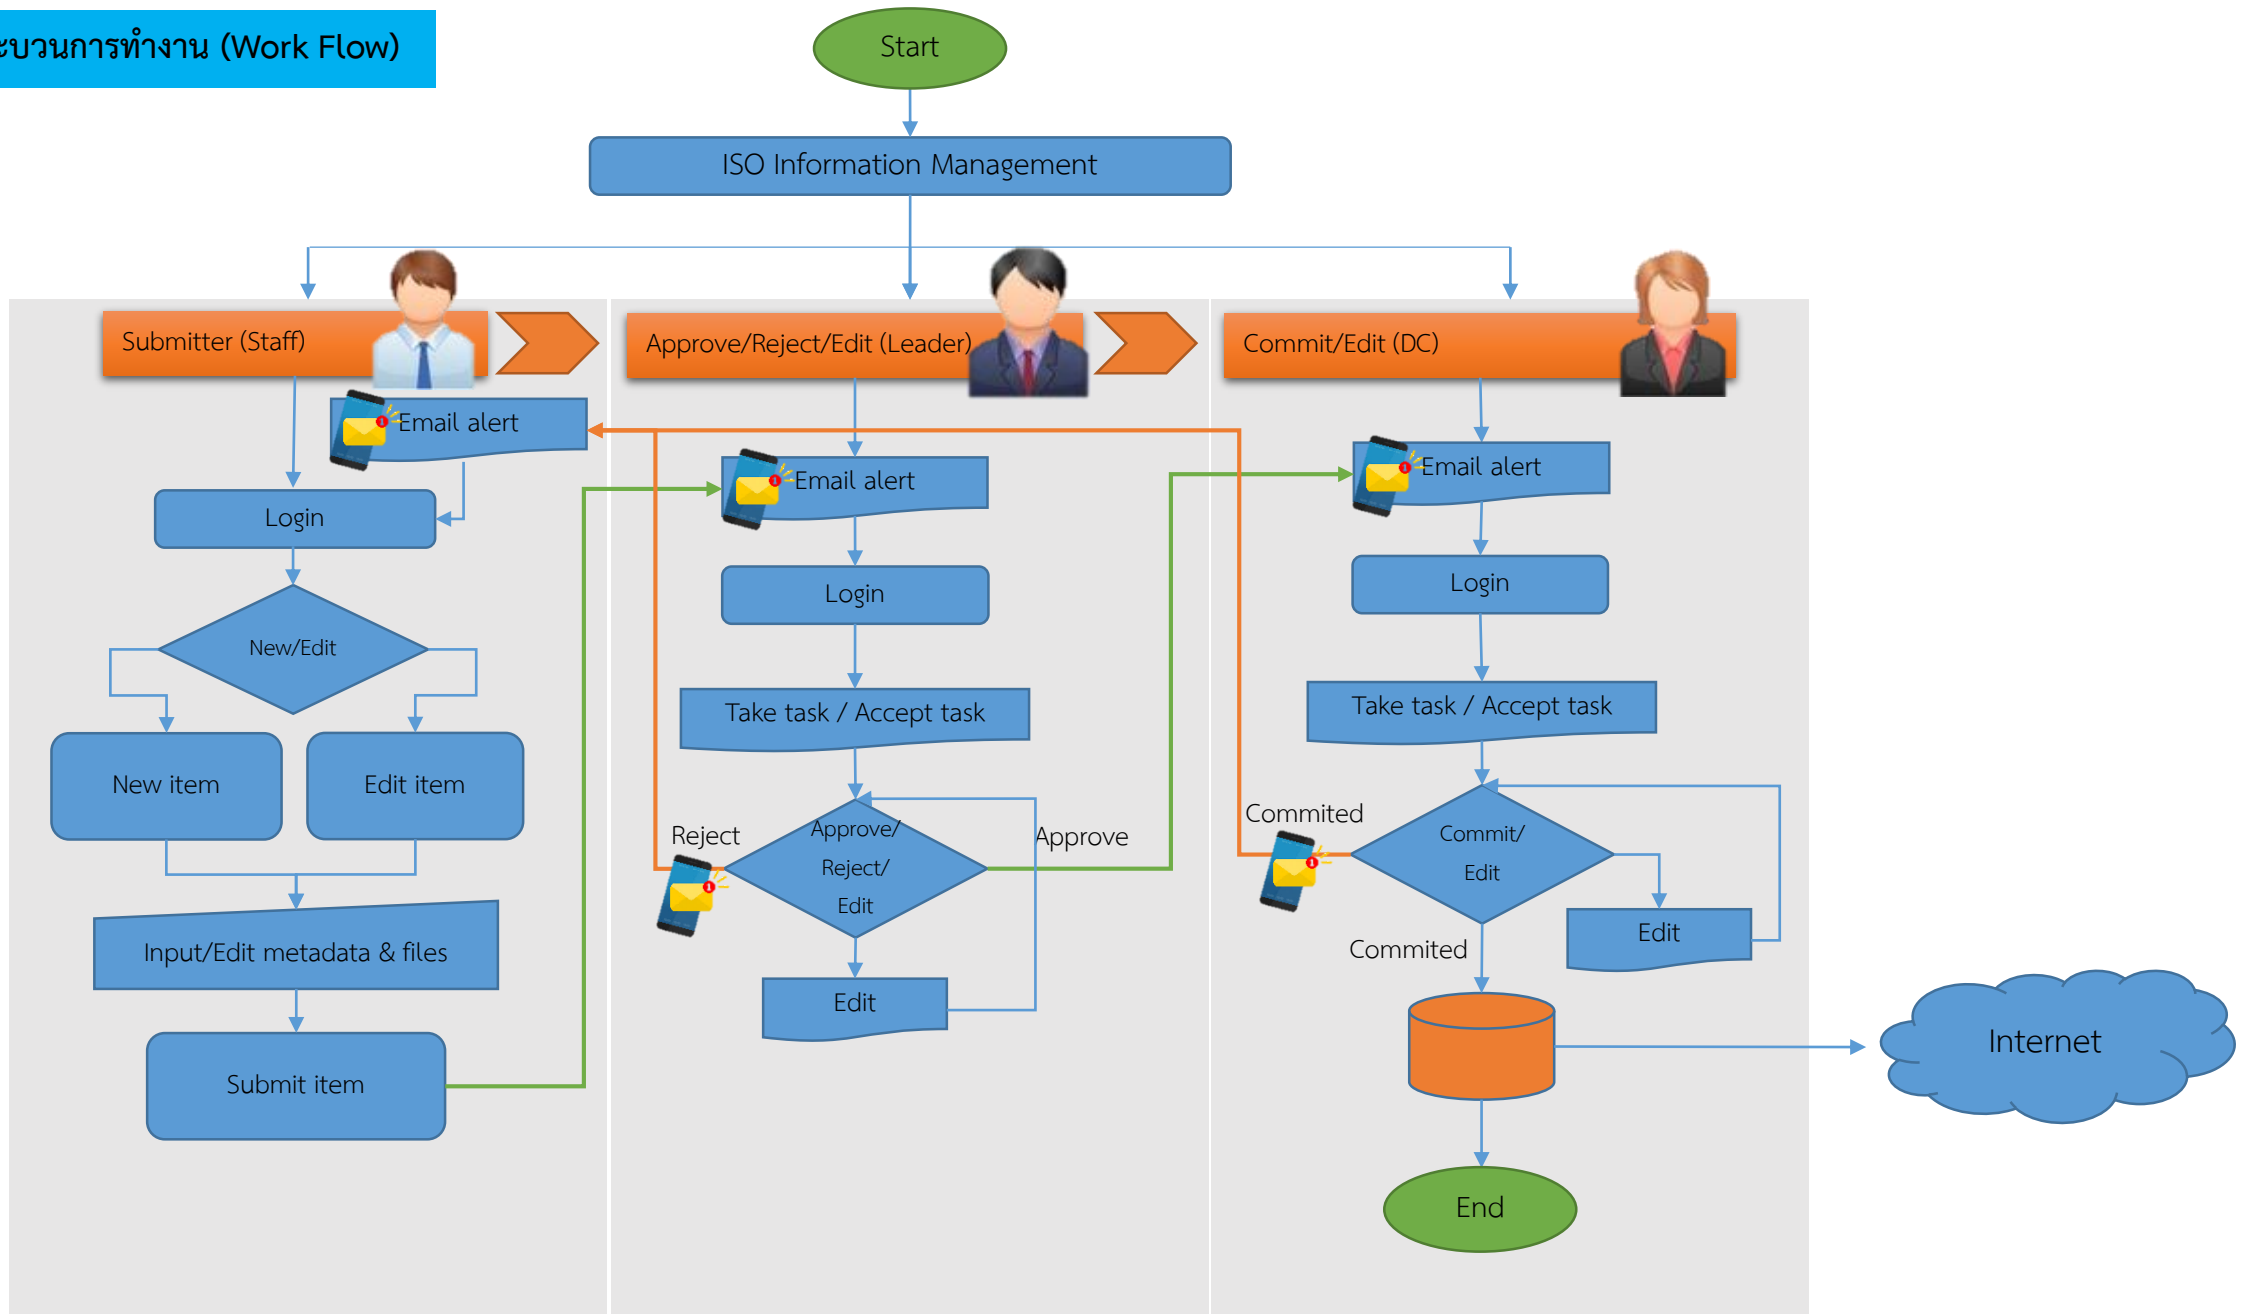 ะบวนการทำงาน (Work Flow)
Start
ISO Information Management
Submitter (Staff)
Email alert
Login
New/Edit
New item
Edit item
Input/Edit metadata & files
Submit item
Approve/Reject/Edit (Leader)
Email alert
Login
Take task / Accept task
Reject
Approve/
Reject/
Edit
Approve
Edit
Commit/Edit (DC)
Email alert
Login
Take task / Accept task
Commited
Commit/
Edit
Edit
Commited
Internet
End